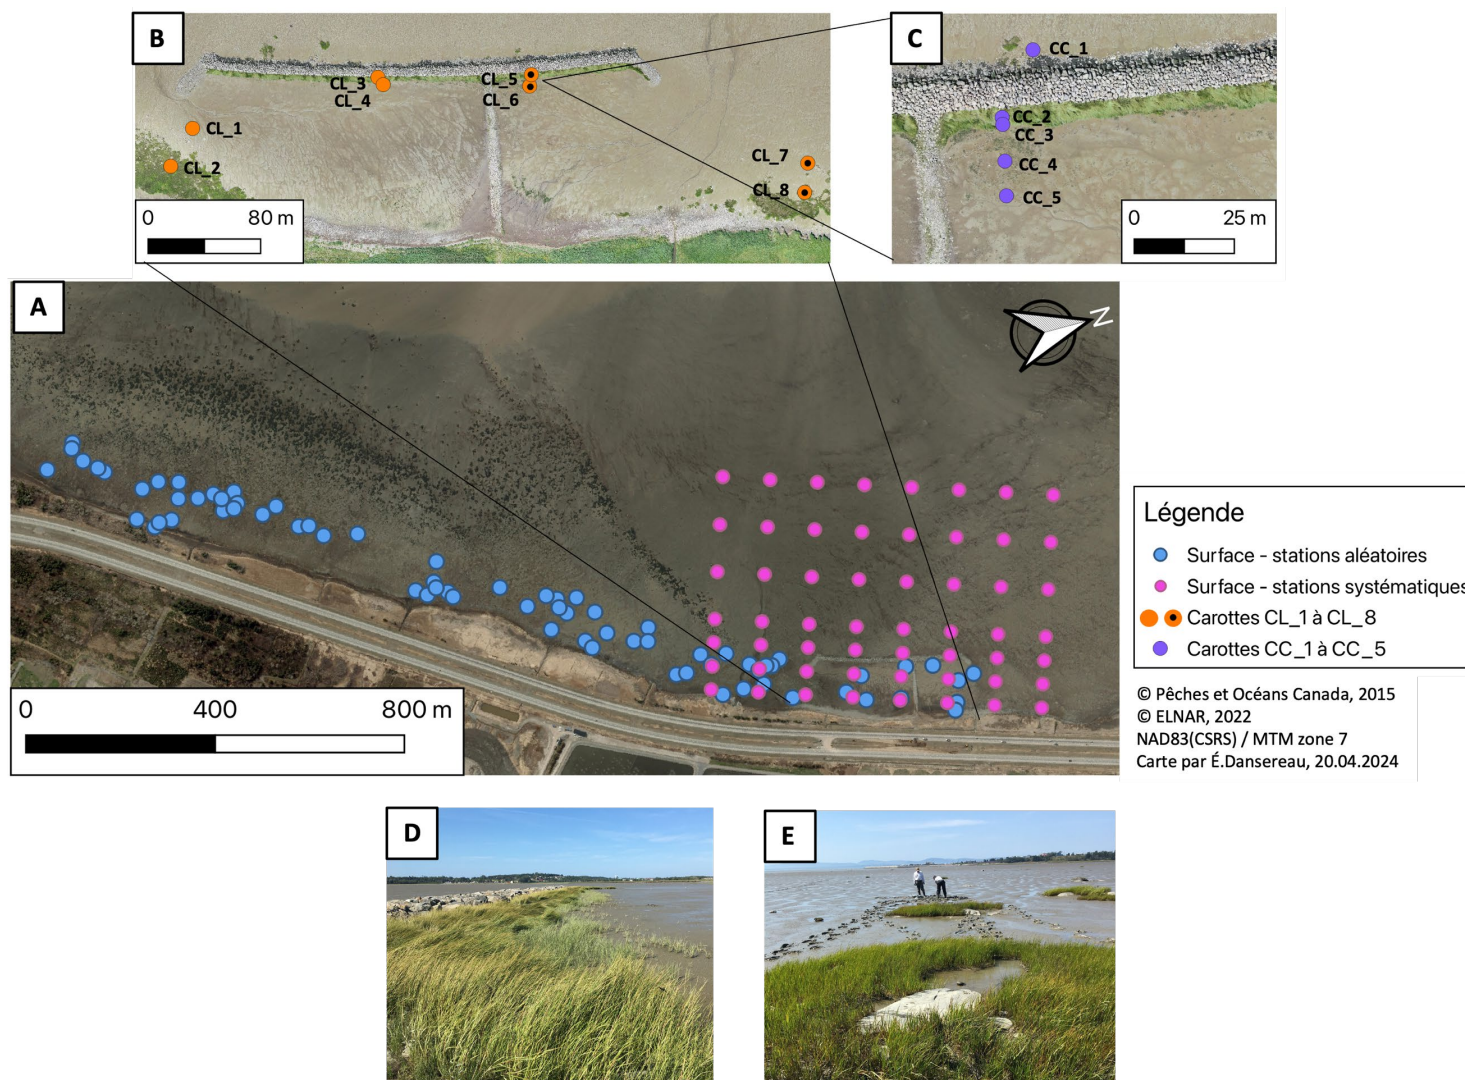 B
CL_3
CL_4
CL_5
CL_6
CL_1
CL_2
CL_7
CL_8
0 80 m
C
CC_1
CC_2
CC_3
CC_4
CC_5
0 25 m
A
N
0 400 800 m
Légende
Surface - stations aléatoires
Surface - stations systématiques
Carottes CL_1 à CL_8
Carottes CC_1 à CC_5
© Pêches et Océans Canada, 2015
© ELNAR, 2022
NAD83(CSRS) / MTM zone 7
Carte par É.Dansereau, 20.04.2024
D
E